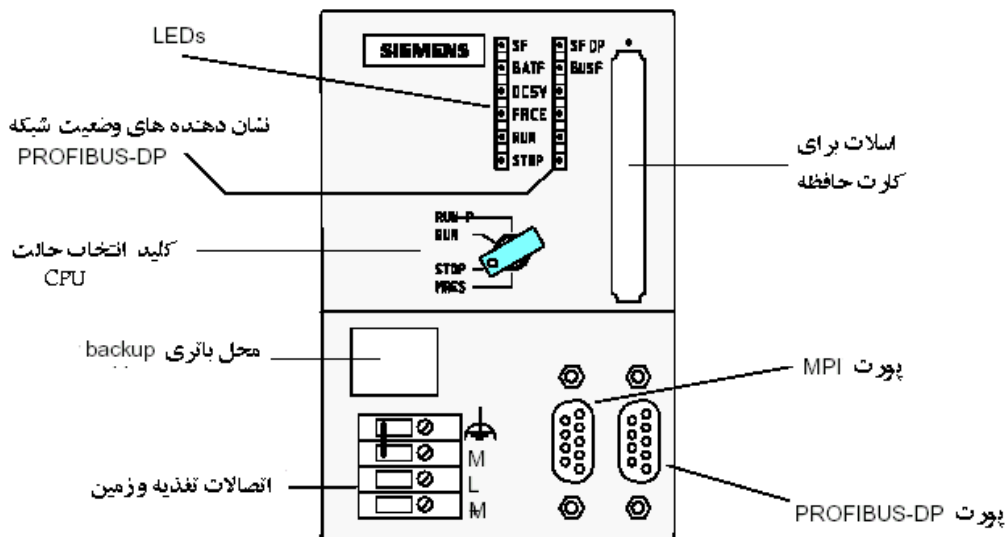 LEDs
SIEMENS
SF
BATF
DC5V
FRCE
RUN
STOP
SF DP
BUSF
نشان دهنده های وضعیت شبکه
PROFIBUS-DP
اسلات برای
کارت حافظه
RUN-P
RUN
STOP
MRES
کلید انتخاب حالت
CPU
محل باتری backup
پورت MPI
M
L
M
اتصالات تغذیه و زمین
پورت PROFIBUS-DP